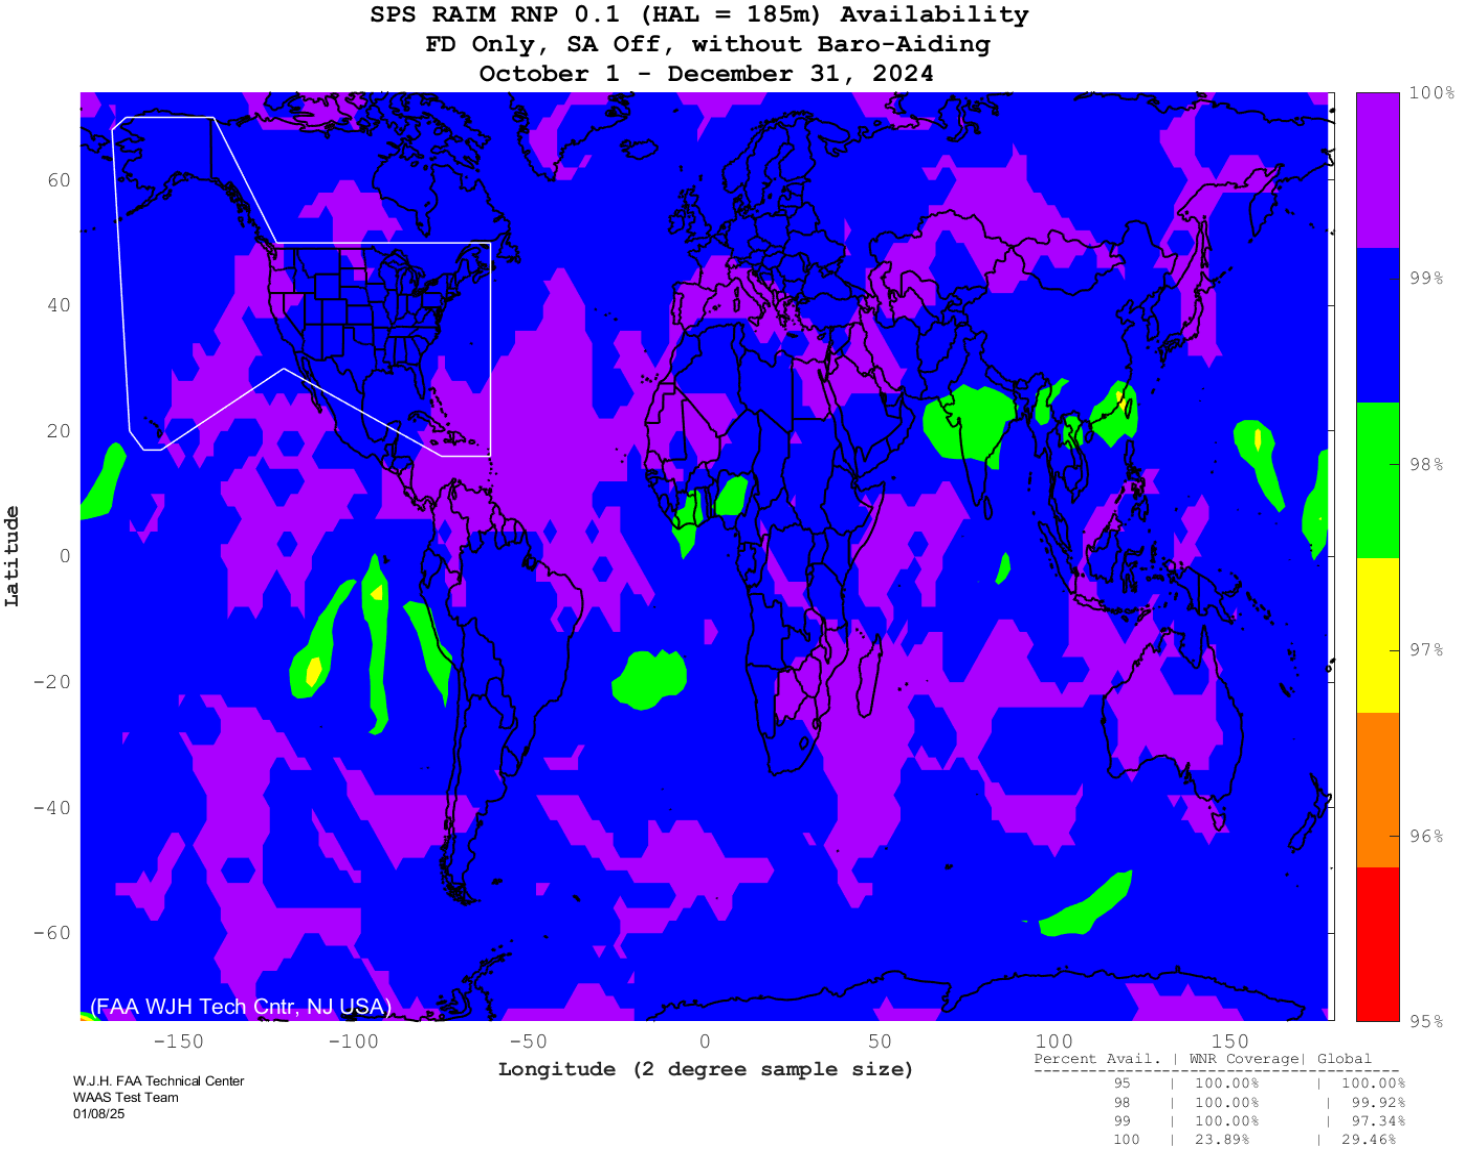 SPS RAIM RNP 0.1 (HAL = 185m) Availability
FD Only, SA Off, without Baro-Aiding
October 1 - December 31, 2024
100%
99%
98%
97%
96%
95%
60
40
20
0
-20
-40
-60
Latitude
(FAA WJH Tech Cntr, NJ USA)
-150 -100 -50 0 50 100 150
Longitude (2 degree sample size)
W.J.H. FAA Technical Center
WAAS Test Team
01/08/25
Percent Avail. | WNR Coverage| Global
95 | 100.00% | 100.00%
98 | 100.00% | 99.92%
99 | 100.00% | 97.34%
100 | 23.89% | 29.46%